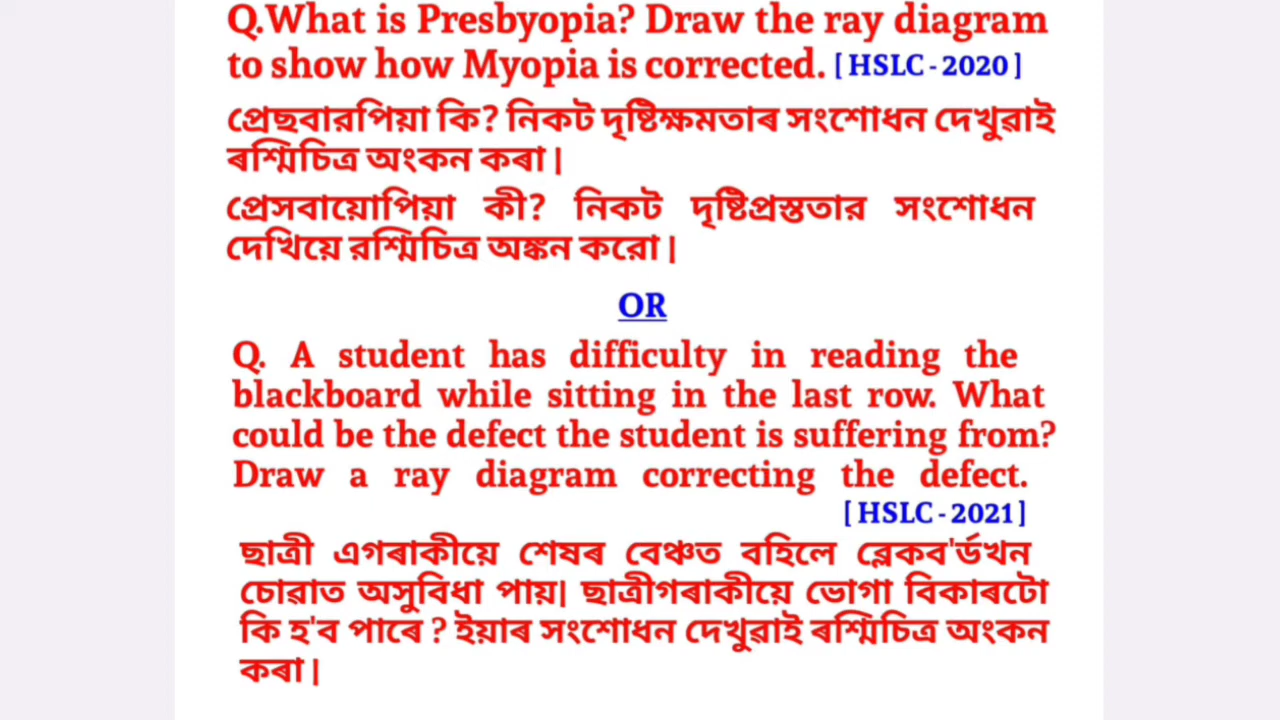 Q.What is Presbyopia? Draw the ray diagram
to show how Myopia is corrected. [ HSLC - 2020 ]
প্ৰেছবাৰপিয়া কি? নিকট দৃষ্টিক্ষমতাৰ সংশোধন দেখুৱাই
ৰশ্মিচিত্ৰ অংকন কৰা।
প্রেসবায়োপিয়া কী? নিকট দৃষ্টিপ্রস্ততার সংশোধন
দেখিয়ে রশ্মিচিত্র অঙ্কন করো।
OR
Q. A student has difficulty in reading the
blackboard while sitting in the last row. What
could be the defect the student is suffering from?
Draw a ray diagram correcting the defect.
[ HSLC - 2021 ]
ছাত্ৰী এগৰাকীয়ে শেষৰ বেঞ্চত বহিলে ব্লেকব'ৰ্ডখন
চোৱাত অসুবিধা পায়। ছাত্ৰীগৰাকীয়ে ভোগা বিকাৰটো
কি হ'ব পাৰে ? ইয়াৰ সংশোধন দেখুৱাই ৰশ্মিচিত্ৰ অংকন
কৰা।